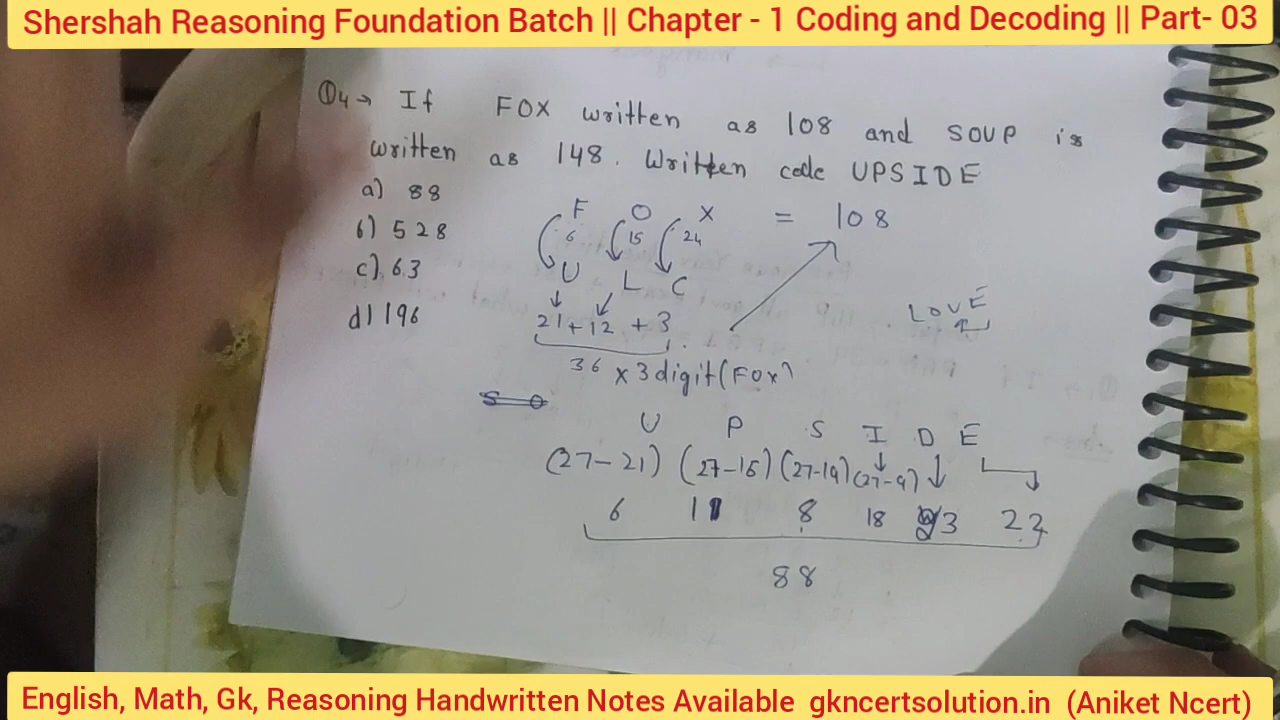 Shershah Reasoning Foundation Batch || Chapter - 1 Coding and Decoding || Part- 03
Q4→ If FOX written as 108 and SOUP is
written as 148. Written code UPSIDE
a) 88
b) 528
c) 63
d) 196
F O X = 108
6 15 24
U L C
21 + 12 + 3
36 x 3 digit (FOX)
LOVE
S O
U P S I D E
(27-21) (27-16) (27-19) (27-9)
6 11 8 18 23 22
88
English, Math, Gk, Reasoning Handwritten Notes Available gkncertsolution.in (Aniket Ncert)